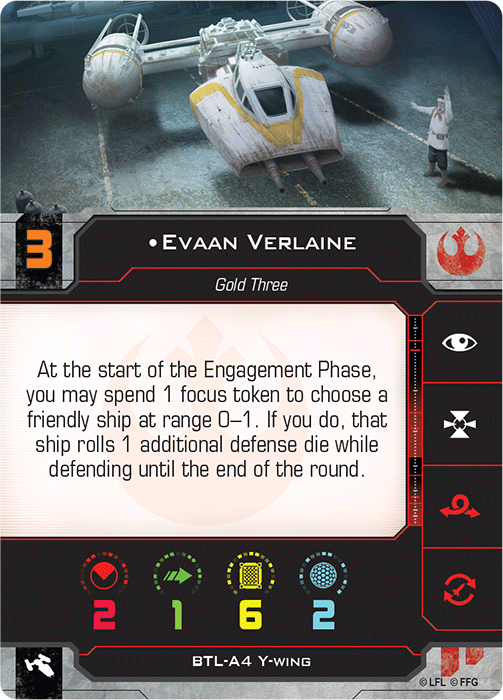 3
•Evaan Verlaine
Gold Three
At the start of the Engagement Phase,
you may spend 1 focus token to choose a
friendly ship at range 0–1. If you do, that
ship rolls 1 additional defense die while
defending until the end of the round.
2 1 6 2
BTL-A4 Y-wing
© LFL © FFG